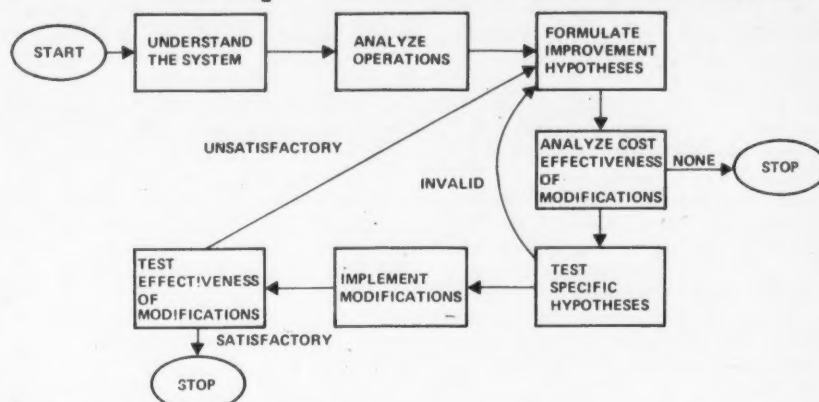 START
UNDERSTAND
THE SYSTEM
ANALYZE
OPERATIONS
FORMULATE
IMPROVEMENT
HYPOTHESES
UNSATISFACTORY
INVALID
ANALYZE COST
EFFECTIVENESS
OF
MODIFICATIONS
NONE
STOP
TEST
EFFECTIVENESS
OF
MODIFICATIONS
IMPLEMENT
MODIFICATIONS
TEST
SPECIFIC
HYPOTHESES
SATISFACTORY
STOP